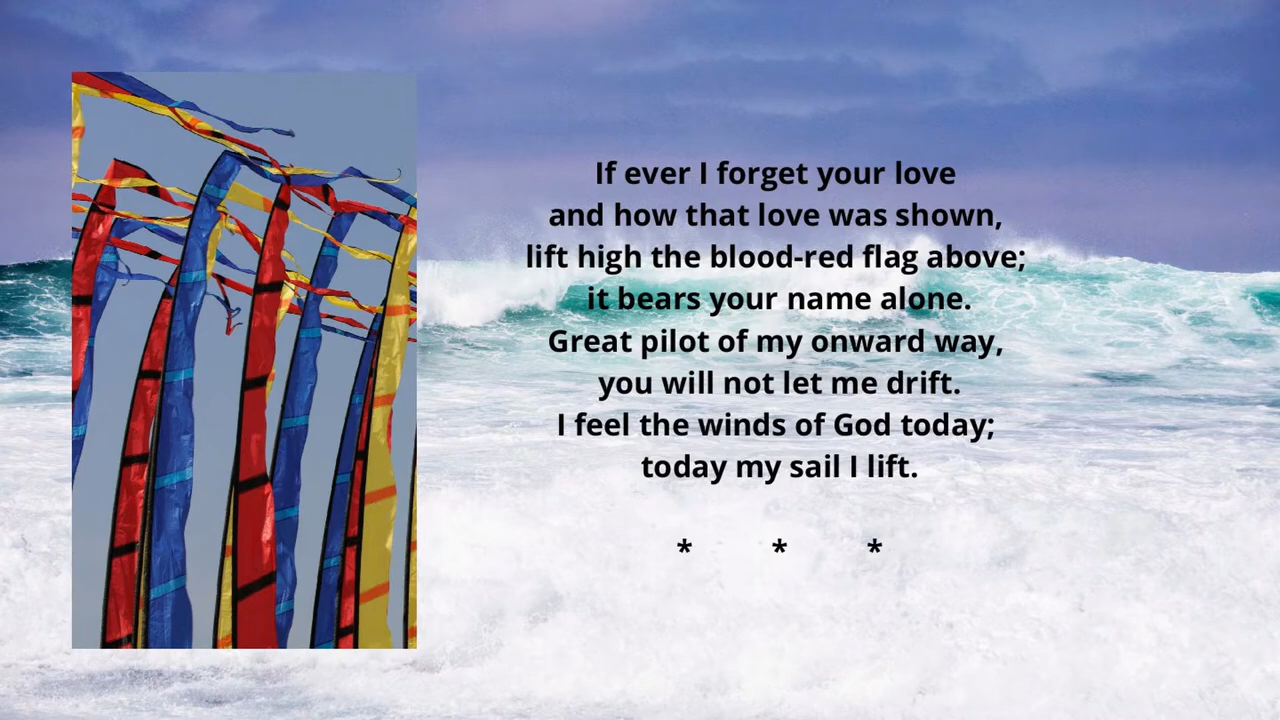 If ever I forget your love
and how that love was shown,
lift high the blood-red flag above;
it bears your name alone.
Great pilot of my onward way,
you will not let me drift.
I feel the winds of God today;
today my sail I lift.
* * *